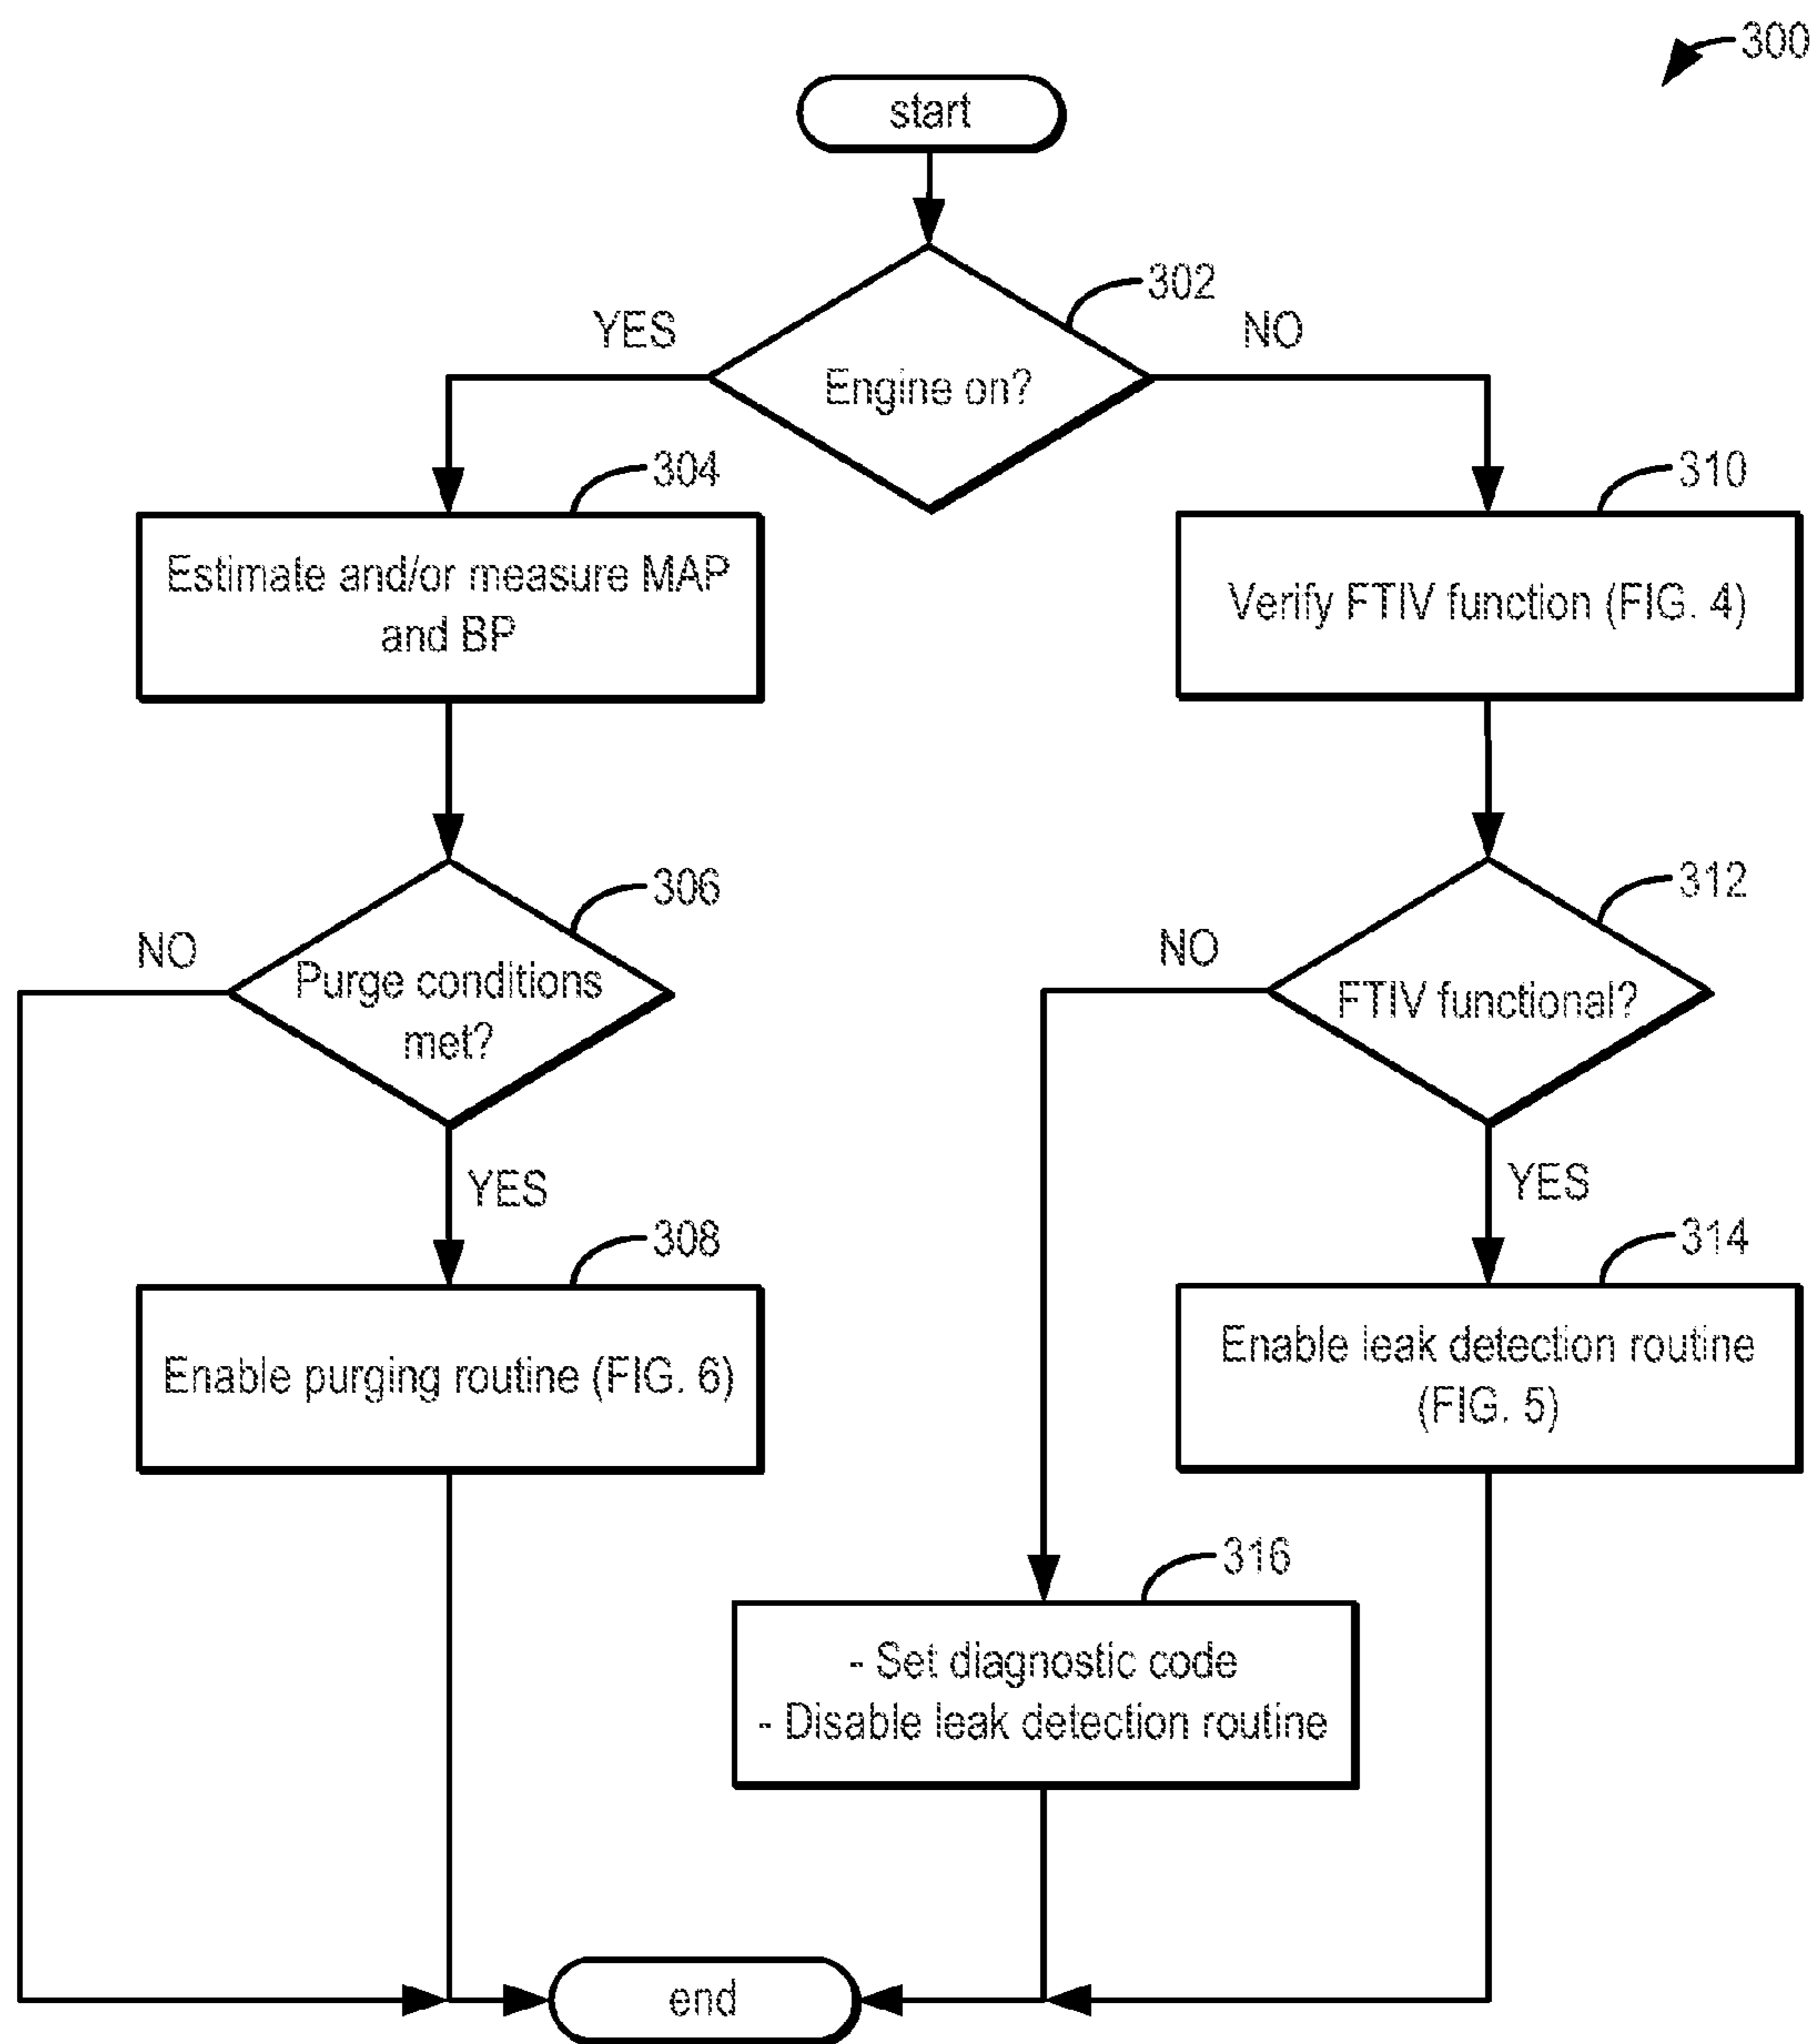 300
start
302
YES
NO
Engine on?
304
310
Estimate and/or measure MAP
and BP
Verify FTIV function (FIG. 4)
306
312
NO
NO
Purge conditions
met?
FTIV functional?
YES
YES
308
314
Enable purging routine (FIG. 6)
Enable leak detection routine
(FIG. 5)
316
- Set diagnostic code
- Disable leak detection routine
end